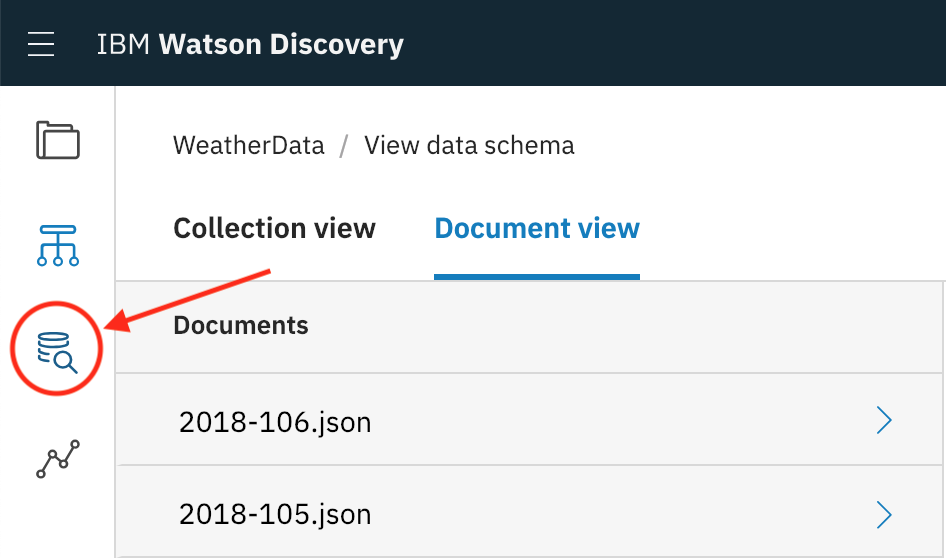 IBM Watson Discovery
WeatherData / View data schema
Collection view Document view
Documents
2018-106.json
2018-105.json